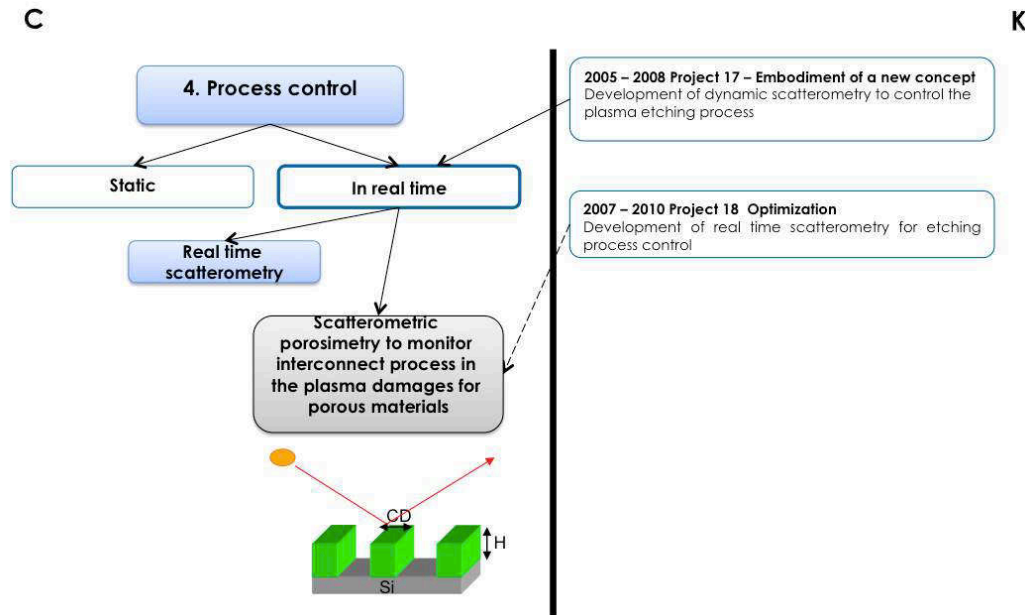 C
K
4. Process control
2005 – 2008 Project 17 – Embodiment of a new concept
Development of dynamic scatterometry to control the
plasma etching process
Static
In real time
2007 – 2010 Project 18 Optimization
Development of real time scatterometry for etching
process control
Real time
scatterometry
Scatterometric
porosimetry to monitor
interconnect process in
the plasma damages for
porous materials
CD
H
Si